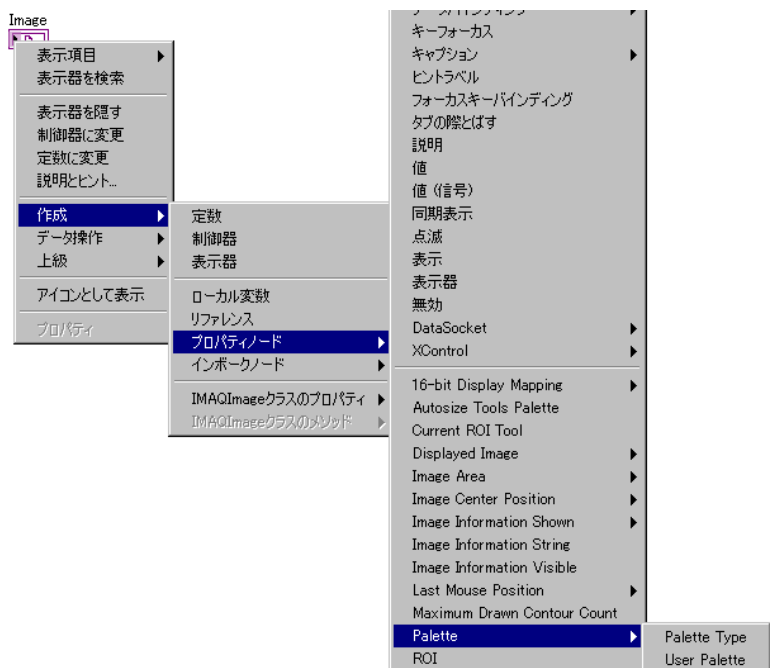 Image
表示項目
表示器を検索
表示器を隠す
制御器に変更
定数に変更
説明とヒント...
作成
データ操作
上級
アイコンとして表示
プロパティ
定数
制御器
表示器
ローカル変数
リファレンス
プロパティノード
インボークノード
IMAQImageクラスのプロパティ
IMAQImageクラスのメソッド
キーフォーカス
キャプション
ヒントラベル
フォーカスキーバインディング
タブの際とばす
説明
値
値 (信号)
同期表示
点滅
表示
表示器
無効
DataSocket
XControl
16-bit Display Mapping
Autosize Tools Palette
Current ROI Tool
Displayed Image
Image Area
Image Center Position
Image Information Shown
Image Information String
Image Information Visible
Last Mouse Position
Maximum Drawn Contour Count
Palette
ROI
Palette Type
User Palette